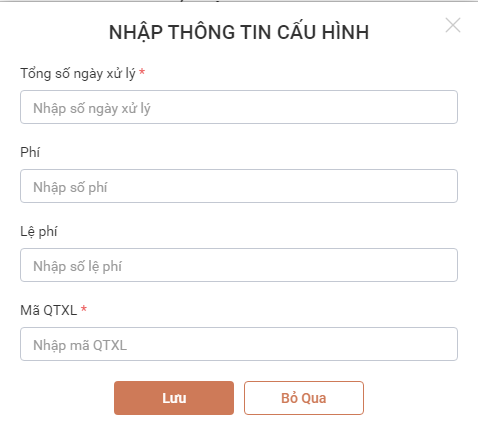 NHẬP THÔNG TIN CẤU HÌNH
Tổng số ngày xử lý *
Nhập số ngày xử lý
Phí
Nhập số phí
Lệ phí
Nhập số lệ phí
Mã QTXL *
Nhập mã QTXL
Lưu
Bỏ Qua